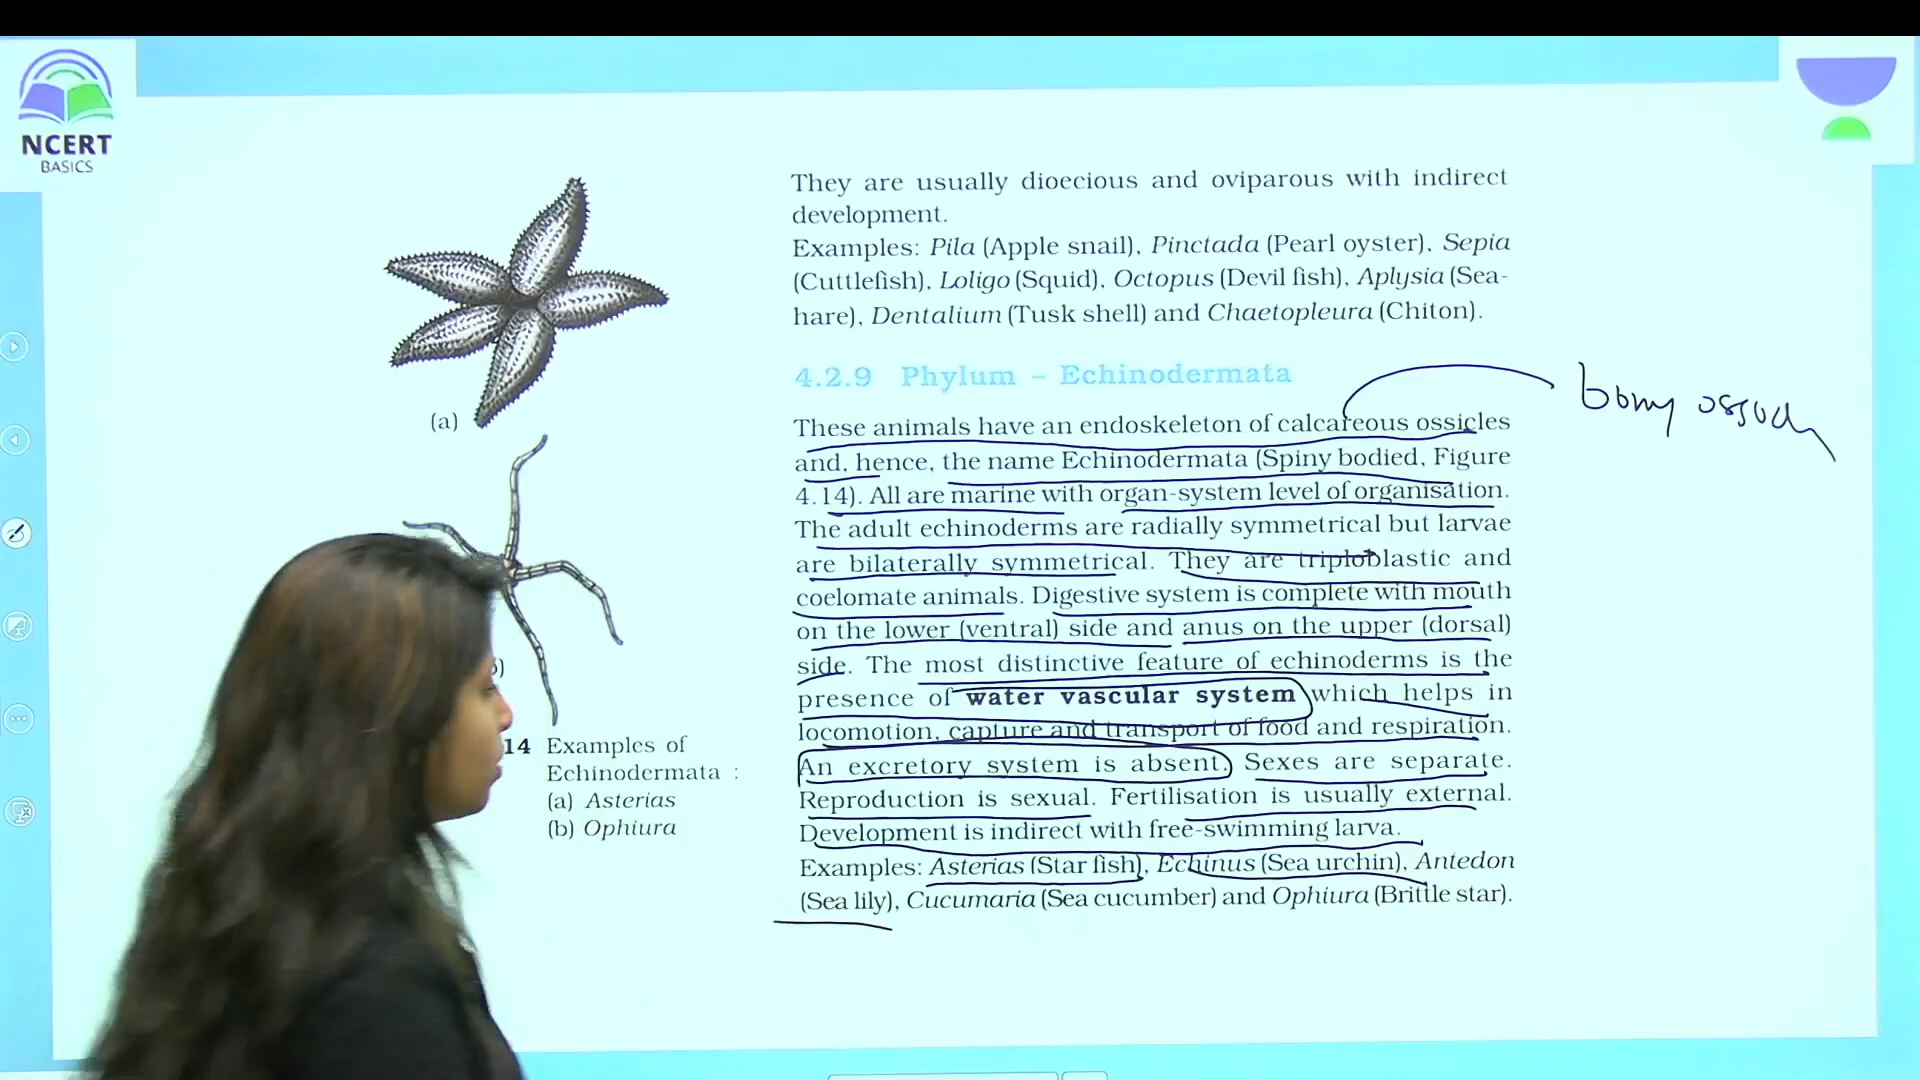 NCERT
BASICS
They are usually dioecious and oviparous with indirect
development.
Examples: Pila (Apple snail), Pinctada (Pearl oyster), Sepia
(Cuttlefish), Loligo (Squid), Octopus (Devil fish), Aplysia (Sea-
hare), Dentalium (Tusk shell) and Chaetopleura (Chiton).
4.2.9 Phylum – Echinodermata
These animals have an endoskeleton of calcareous ossicles
and, hence, the name Echinodermata (Spiny bodied, Figure
4.14). All are marine with organ-system level of organisation.
The adult echinoderms are radially symmetrical but larvae
are bilaterally symmetrical. They are triploblastic and
coelomate animals. Digestive system is complete with mouth
on the lower (ventral) side and anus on the upper (dorsal)
side. The most distinctive feature of echinoderms is the
presence of water vascular system which helps in
locomotion, capture and transport of food and respiration.
An excretory system is absent. Sexes are separate.
Reproduction is sexual. Fertilisation is usually external.
Development is indirect with free-swimming larva.
Examples: Asterias (Star fish), Echinus (Sea urchin), Antedon
(Sea lily), Cucumaria (Sea cucumber) and Ophiura (Brittle star).
bony
(a)
14 Examples of
Echinodermata :
(a) Asterias
(b) Ophiura